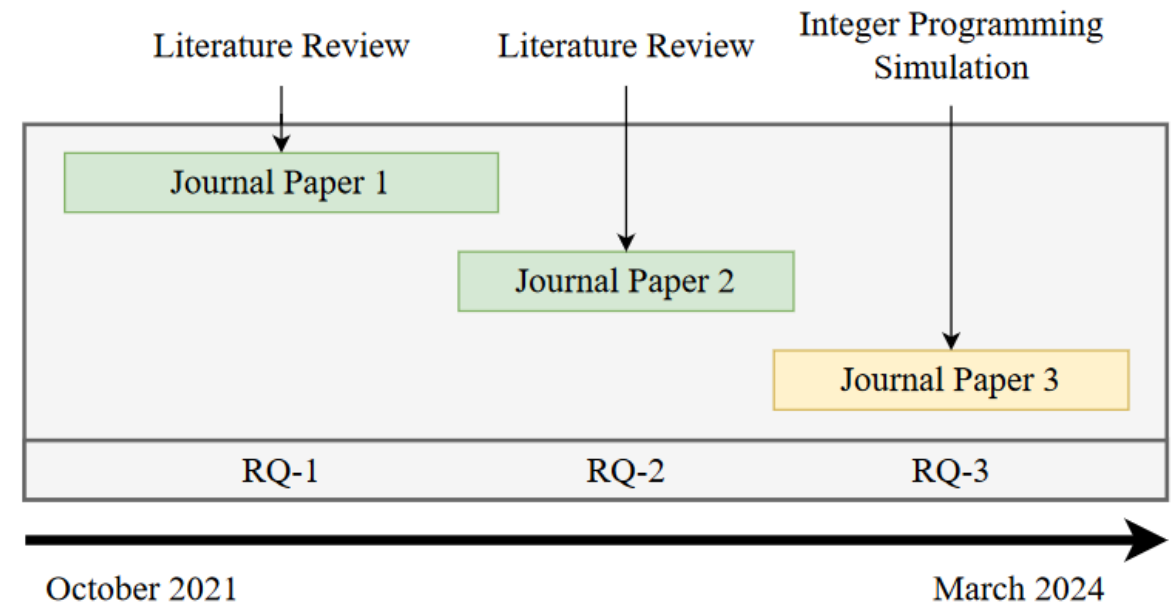 Literature Review
Literature Review
Integer Programming
Simulation
Journal Paper 1
Journal Paper 2
Journal Paper 3
RQ-1
RQ-2
RQ-3
October 2021
March 2024